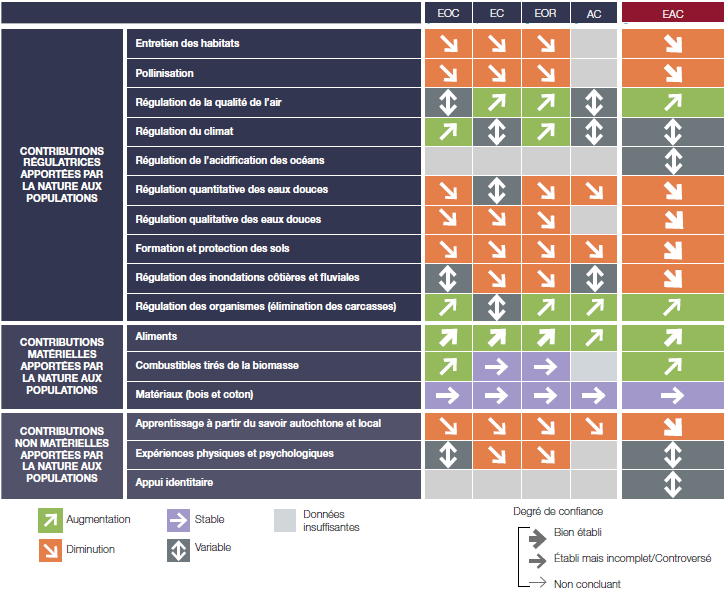 EOC EC EOR AC EAC
CONTRIBUTIONS
RÉGULATRICES
APPORTÉES PAR
LA NATURE AUX
POPULATIONS
Entretien des habitats
Pollinisation
Régulation de la qualité de l'air
Régulation du climat
Régulation de l'acidification des océans
Régulation quantitative des eaux douces
Régulation qualitative des eaux douces
Formation et protection des sols
Régulation des inondations côtières et fluviales
Régulation des organismes (élimination des carcasses)
CONTRIBUTIONS
MATÉRIELLES
APPORTÉES PAR
LA NATURE AUX
POPULATIONS
Aliments
Combustibles tirés de la biomasse
Matériaux (bois et coton)
CONTRIBUTIONS
NON MATÉRIELLES
APPORTÉES PAR
LA NATURE AUX
POPULATIONS
Apprentissage à partir du savoir autochtone et local
Expériences physiques et psychologiques
Appui identitaire
Augmentation
Diminution
Stable
Variable
Données
insuffisantes
Degré de confiance
Bien établi
Établi mais incomplet/Controversé
Non concluant